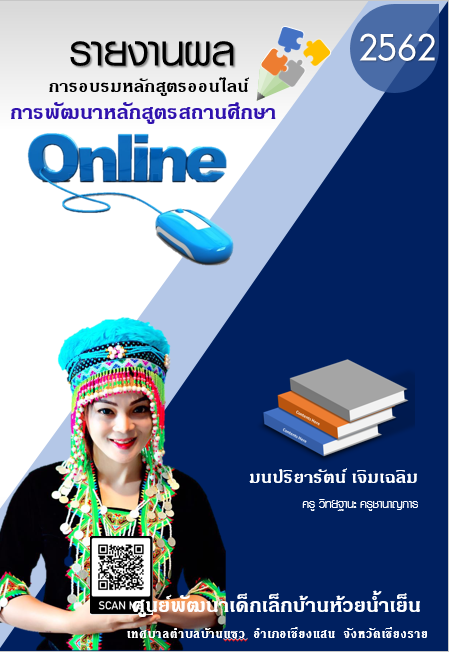 รายงานผล
2562
การอบรมหลักสูตรออนไลน์
การพัฒนาหลักสูตรสถานศึกษา
Online
Contents Here
Contents Here
มนปริยารัตน์ เจิมเฉลิม
ครู วิทยฐานะ ครูชำนาญการ
SCAN ME
ศูนย์พัฒนาเด็กเล็กบ้านห้วยน้ำเย็น
เทศบาลตำบลบ้านแซว อำเภอเชียงแสน จังหวัดเชียงราย